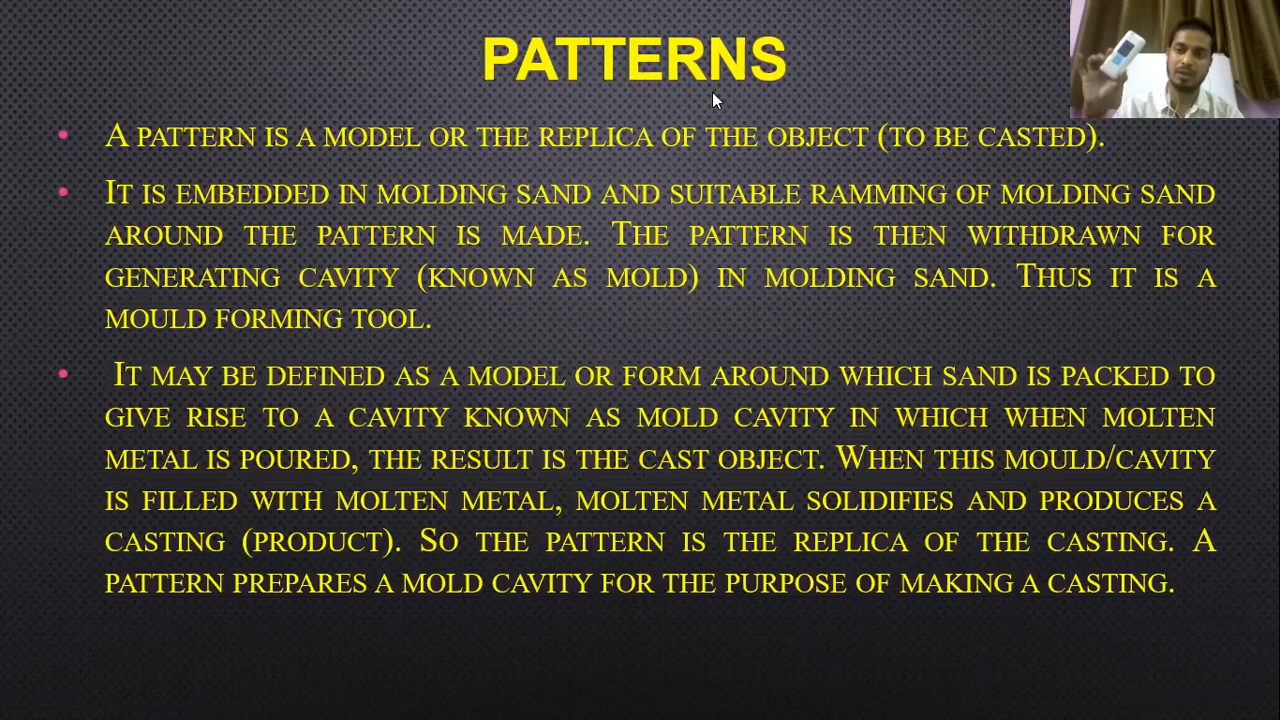 PATTERNS
• A PATTERN IS A MODEL OR THE REPLICA OF THE OBJECT (TO BE CASTED).
• IT IS EMBEDDED IN MOLDING SAND AND SUITABLE RAMMING OF MOLDING SAND
AROUND THE PATTERN IS MADE. THE PATTERN IS THEN WITHDRAWN FOR
GENERATING CAVITY (KNOWN AS MOLD) IN MOLDING SAND. THUS IT IS A
MOULD FORMING TOOL.
• IT MAY BE DEFINED AS A MODEL OR FORM AROUND WHICH SAND IS PACKED TO
GIVE RISE TO A CAVITY KNOWN AS MOLD CAVITY IN WHICH WHEN MOLTEN
METAL IS POURED, THE RESULT IS THE CAST OBJECT. WHEN THIS MOULD/CAVITY
IS FILLED WITH MOLTEN METAL, MOLTEN METAL SOLIDIFIES AND PRODUCES A
CASTING (PRODUCT). SO THE PATTERN IS THE REPLICA OF THE CASTING. A
PATTERN PREPARES A MOLD CAVITY FOR THE PURPOSE OF MAKING A CASTING.